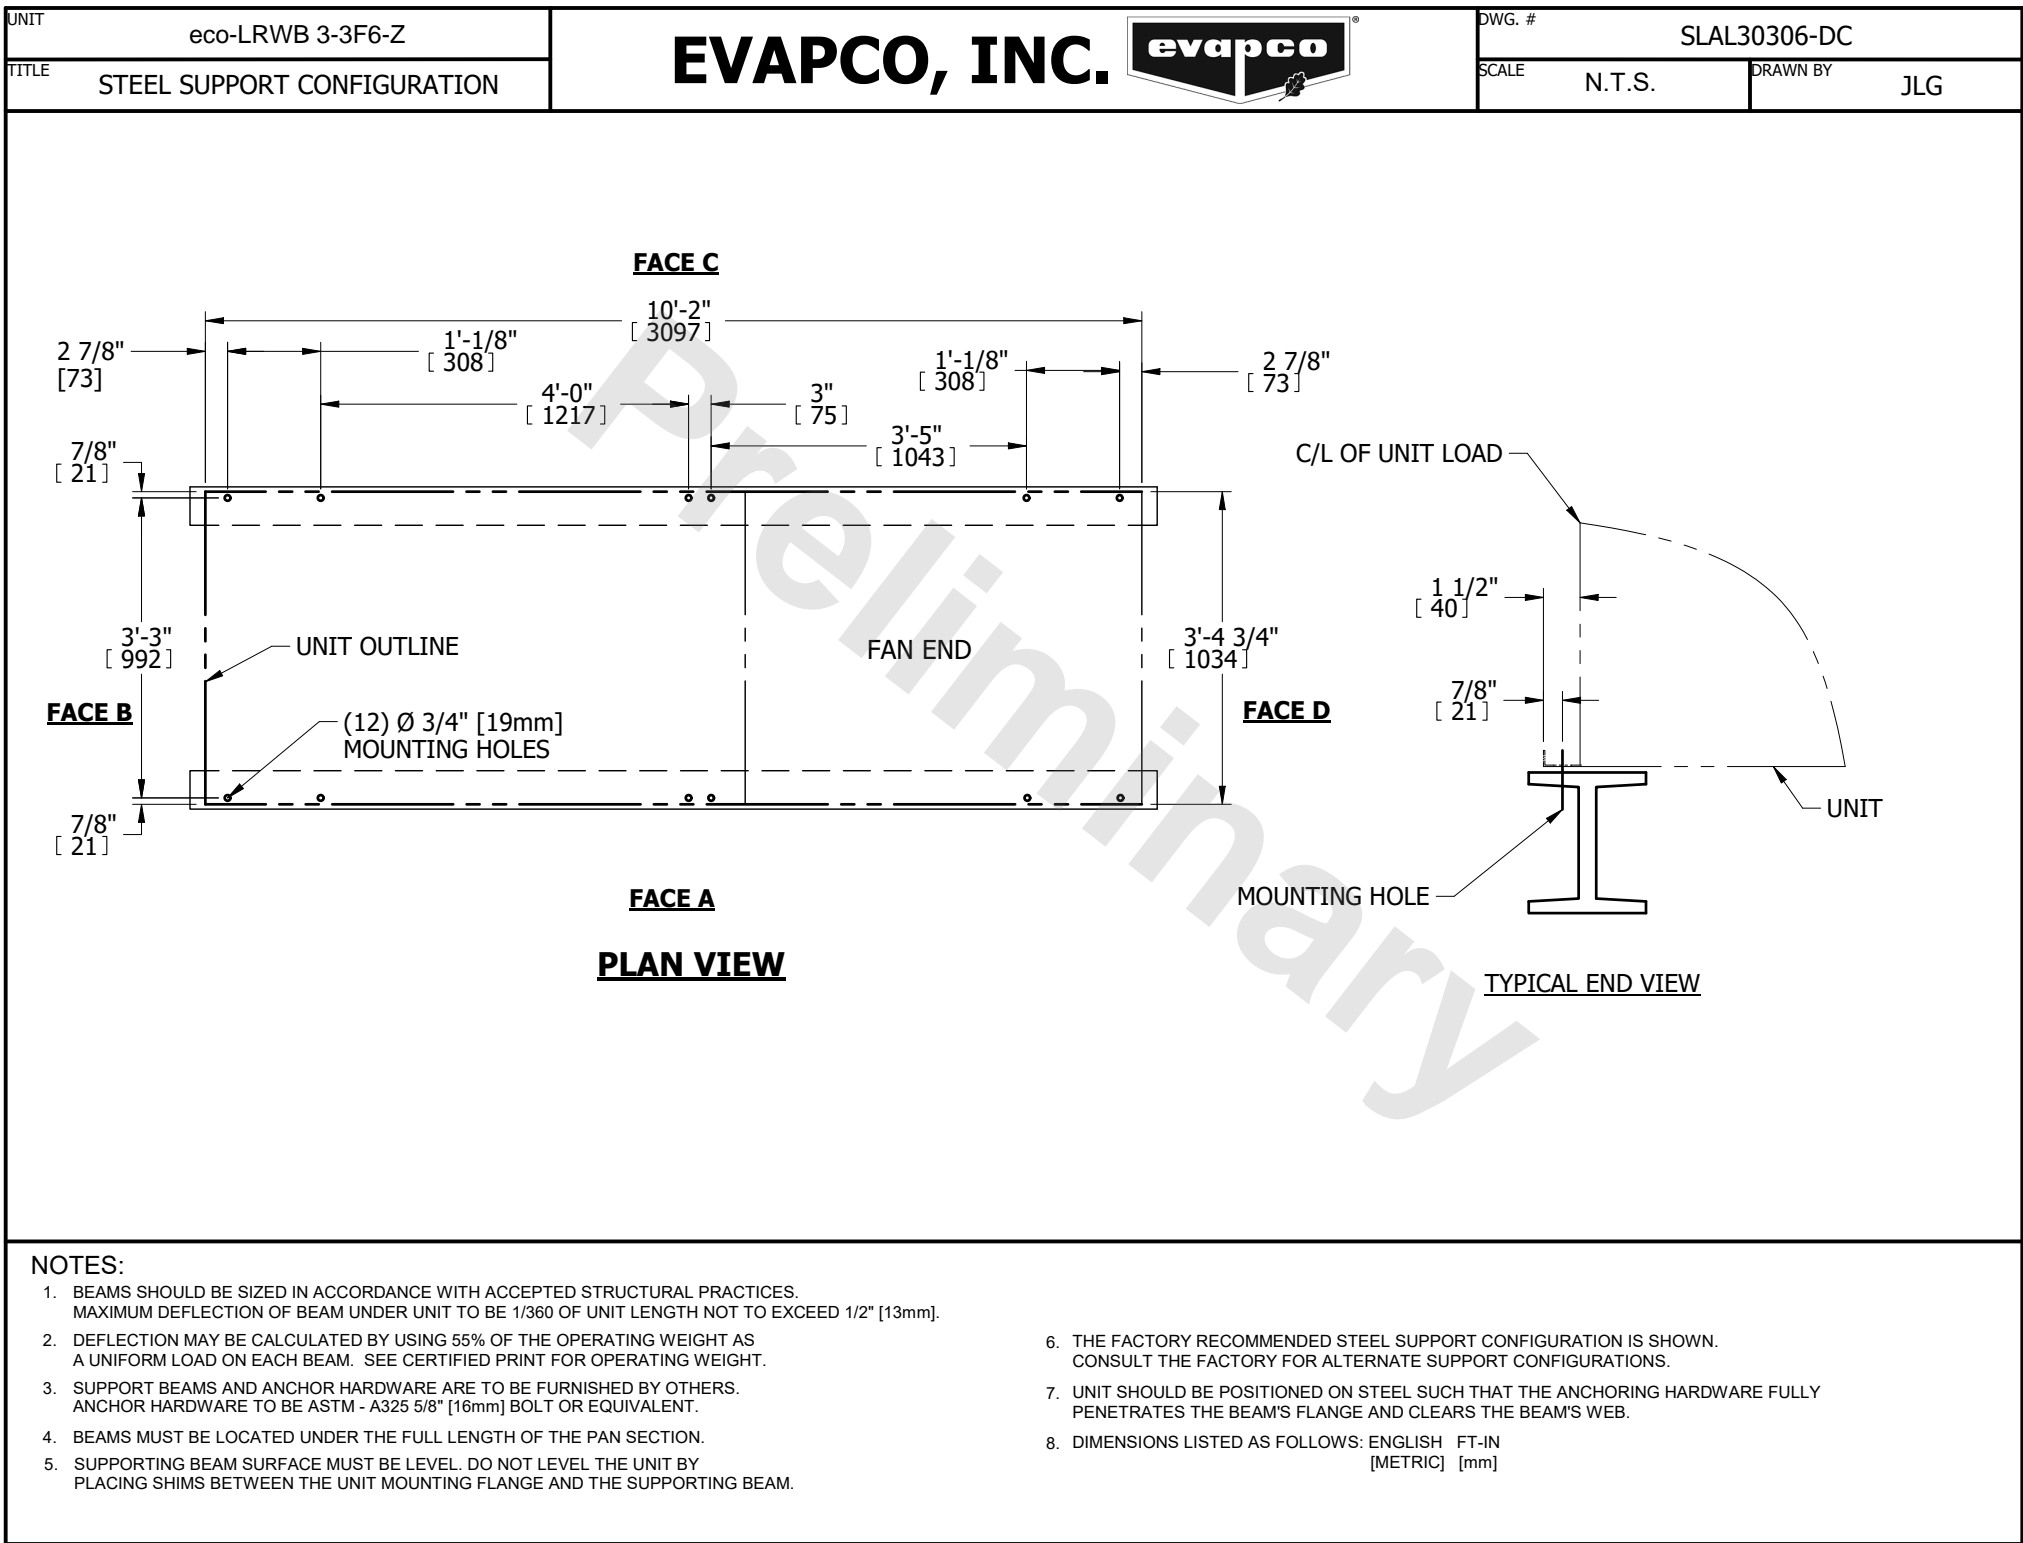 UNIT
eco-LRWB 3-3F6-Z
TITLE
STEEL SUPPORT CONFIGURATION
EVAPCO, INC.
evapco
®
DWG. #
SLAL30306-DC
SCALE
N.T.S.
DRAWN BY
JLG
FACE C
10'-2"
[ 3097]
2 7/8"
[73]
1'-1/8"
[ 308]
4'-0"
[ 1217]
3"
[ 75]
1'-1/8"
[ 308]
2 7/8"
[ 73]
3'-5"
[ 1043]
7/8"
[ 21]
3'-3"
[ 992]
UNIT OUTLINE
FAN END
3'-4 3/4"
[ 1034]
FACE B
(12) Ø 3/4" [19mm]
MOUNTING HOLES
FACE D
7/8"
[ 21]
FACE A
PLAN VIEW
C/L OF UNIT LOAD
1 1/2"
[ 40]
7/8"
[ 21]
UNIT
MOUNTING HOLE
TYPICAL END VIEW
Preliminary
NOTES:
1. BEAMS SHOULD BE SIZED IN ACCORDANCE WITH ACCEPTED STRUCTURAL PRACTICES.
MAXIMUM DEFLECTION OF BEAM UNDER UNIT TO BE 1/360 OF UNIT LENGTH NOT TO EXCEED 1/2" [13mm].
2. DEFLECTION MAY BE CALCULATED BY USING 55% OF THE OPERATING WEIGHT AS
A UNIFORM LOAD ON EACH BEAM. SEE CERTIFIED PRINT FOR OPERATING WEIGHT.
3. SUPPORT BEAMS AND ANCHOR HARDWARE ARE TO BE FURNISHED BY OTHERS.
ANCHOR HARDWARE TO BE ASTM - A325 5/8" [16mm] BOLT OR EQUIVALENT.
4. BEAMS MUST BE LOCATED UNDER THE FULL LENGTH OF THE PAN SECTION.
5. SUPPORTING BEAM SURFACE MUST BE LEVEL. DO NOT LEVEL THE UNIT BY
PLACING SHIMS BETWEEN THE UNIT MOUNTING FLANGE AND THE SUPPORTING BEAM.
6. THE FACTORY RECOMMENDED STEEL SUPPORT CONFIGURATION IS SHOWN.
CONSULT THE FACTORY FOR ALTERNATE SUPPORT CONFIGURATIONS.
7. UNIT SHOULD BE POSITIONED ON STEEL SUCH THAT THE ANCHORING HARDWARE FULLY
PENETRATES THE BEAM'S FLANGE AND CLEARS THE BEAM'S WEB.
8. DIMENSIONS LISTED AS FOLLOWS: ENGLISH FT-IN
[METRIC] [mm]